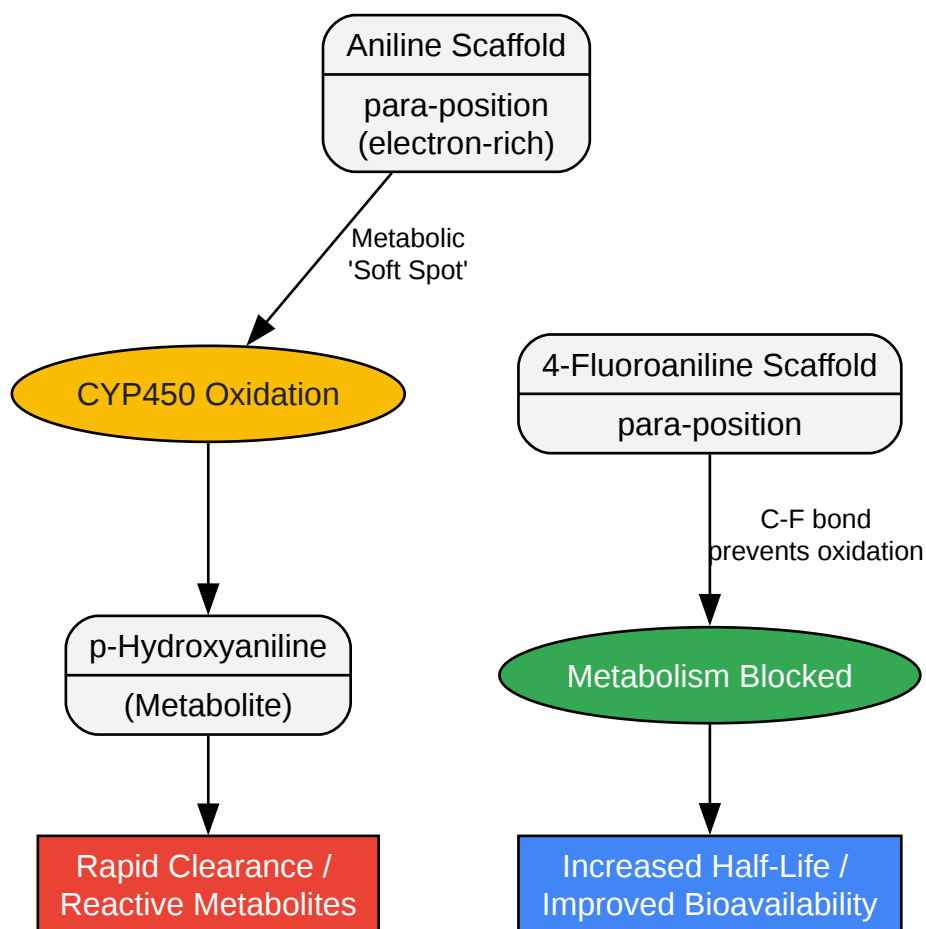 Aniline Scaffold
para-position
(electron-rich)
Metabolic
'Soft Spot'
CYP450 Oxidation
p-Hydroxyaniline
(Metabolite)
Rapid Clearance /
Reactive Metabolites
4-Fluoroaniline Scaffold
para-position
C-F bond
prevents oxidation
Metabolism Blocked
Increased Half-Life /
Improved Bioavailability